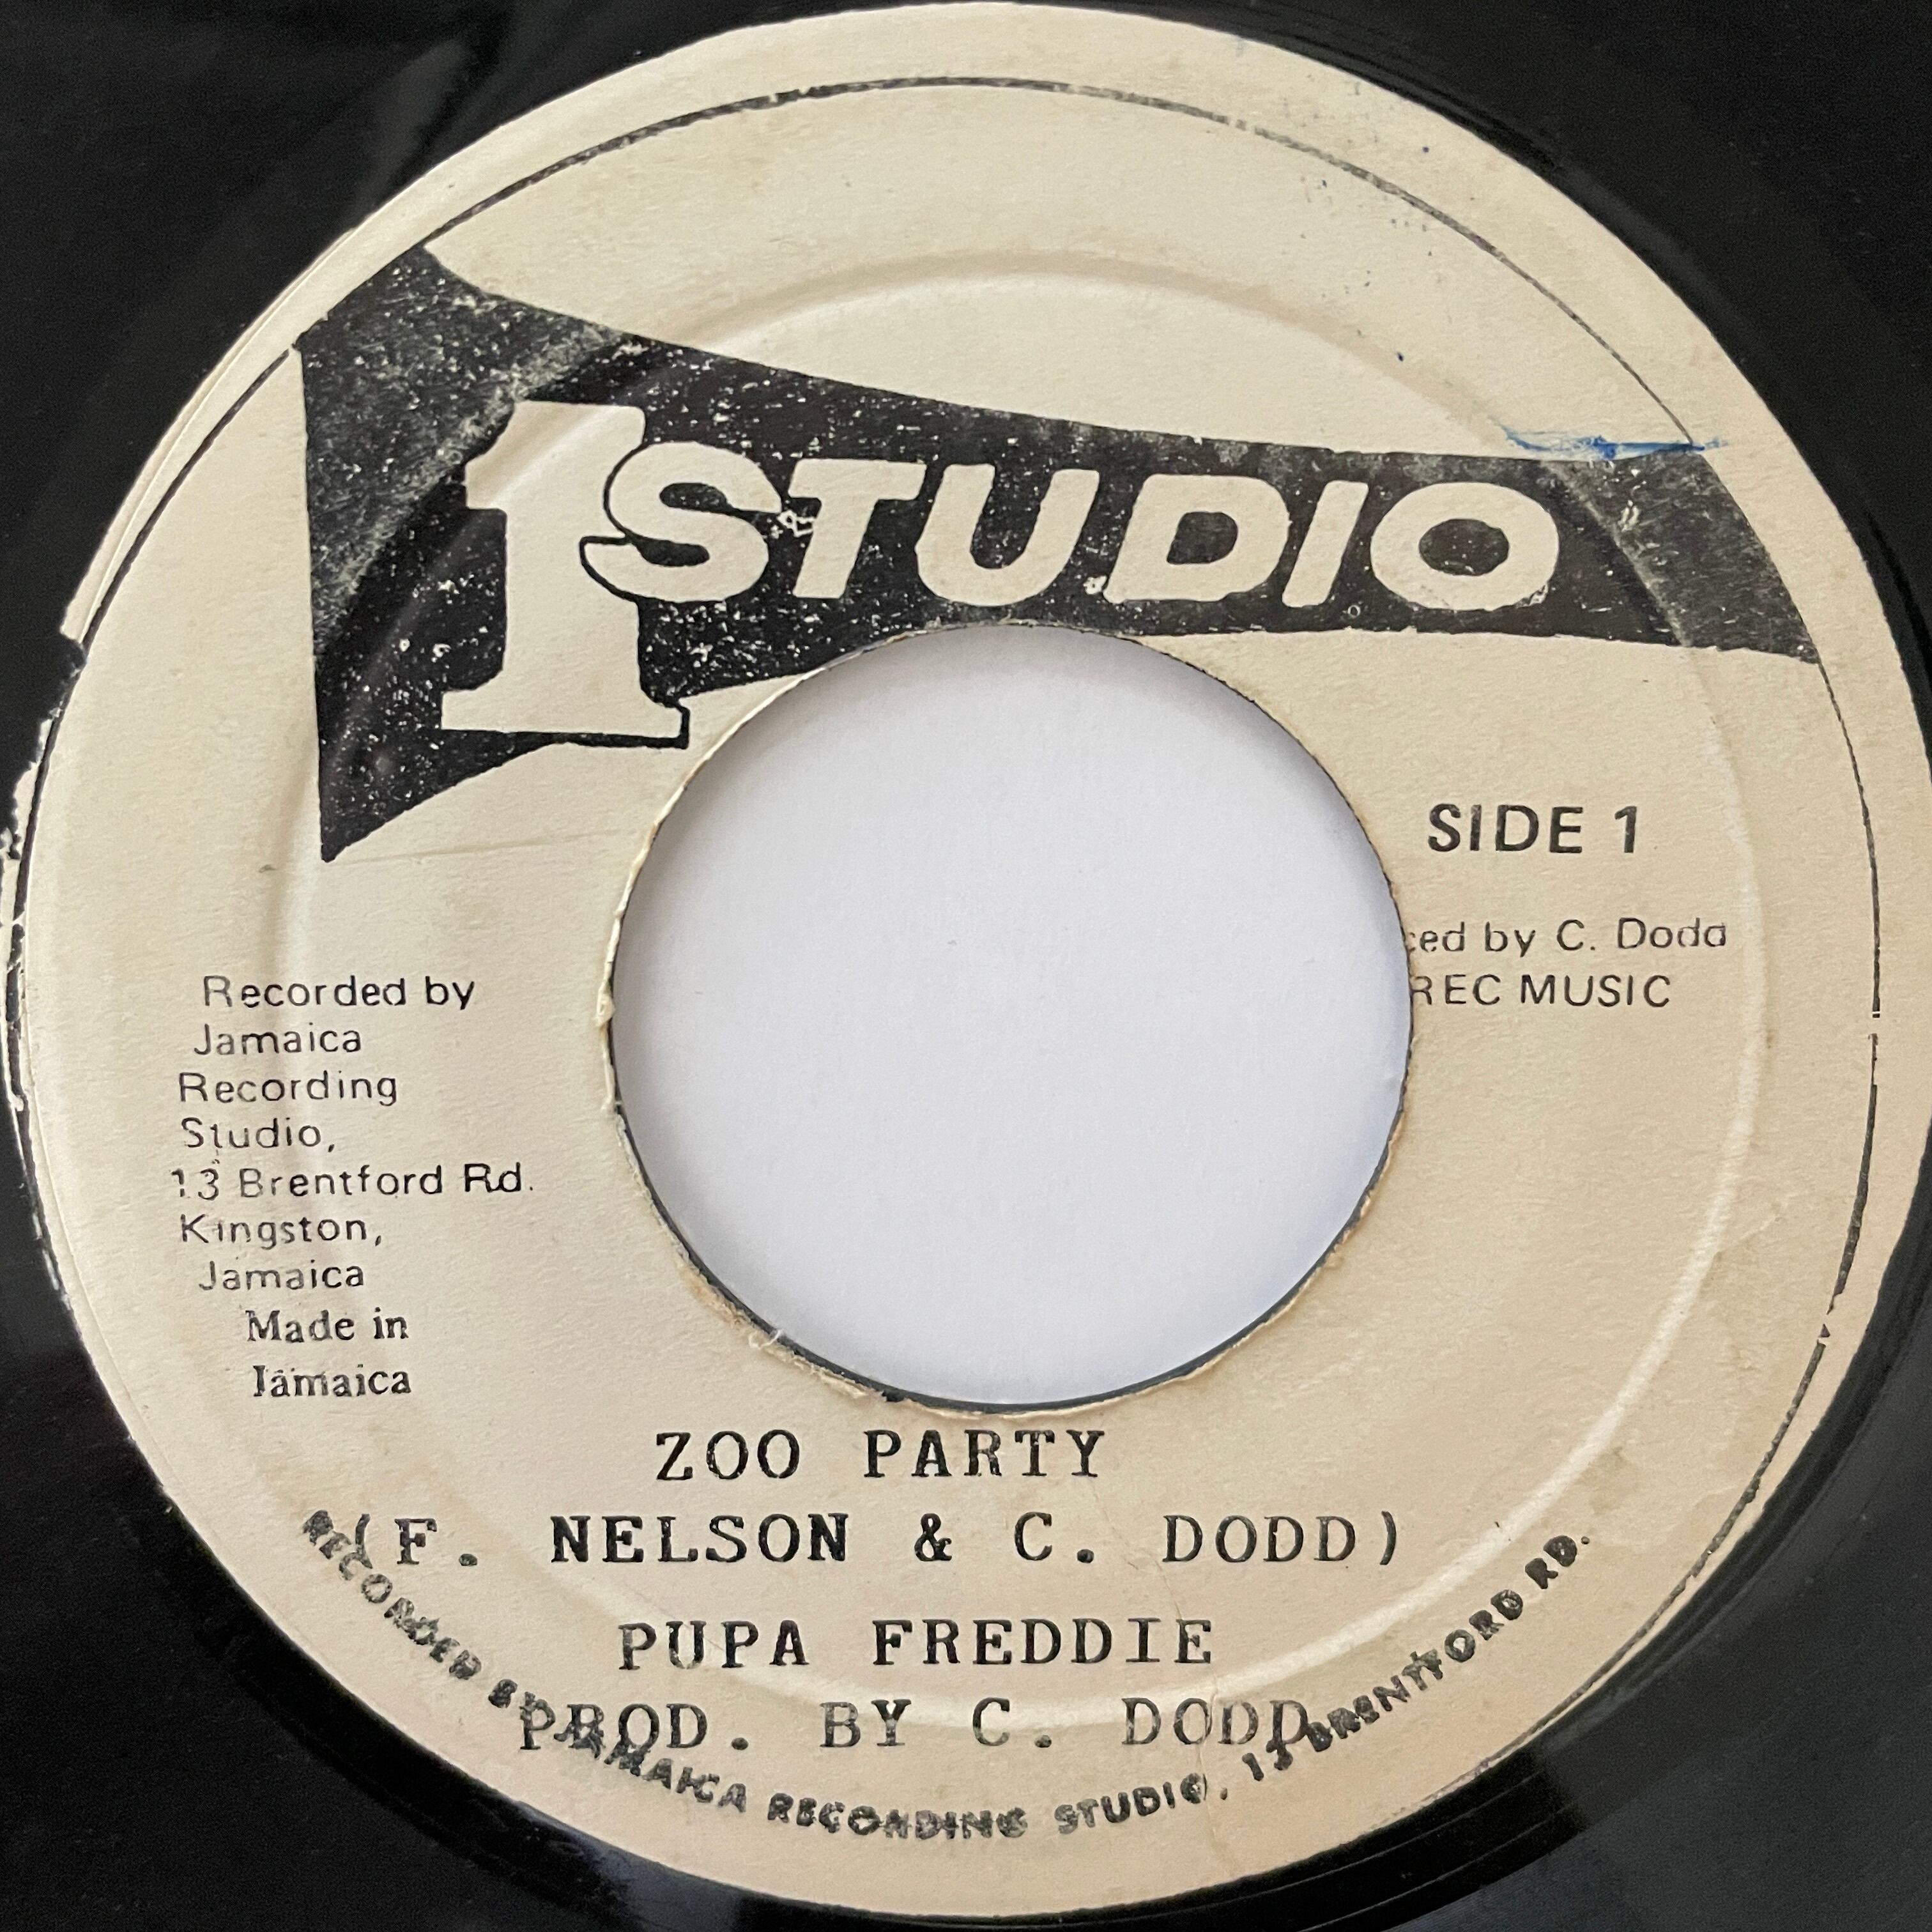 1 STUDIO
SIDE 1
ced by C. Dodd
REC MUSIC
Recorded by
Jamaica
Recording
Studio,
13 Brentford Rd.
Kingston,
Jamaica
Made in
Jamaica
ZOO PARTY
(F. NELSON & C. DODD)
PUPA FREDDIE
PROD. BY C. DODD
RECORDED BY JAMAICA RECORDING STUDIO, 13 BRENTFORD RD.